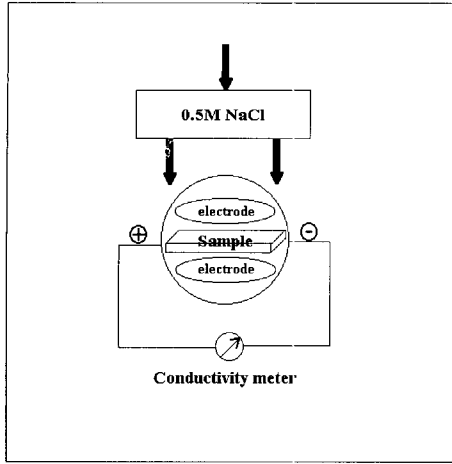 0.5M NaCl
electrode
+
Sample
-
electrode
Conductivity meter